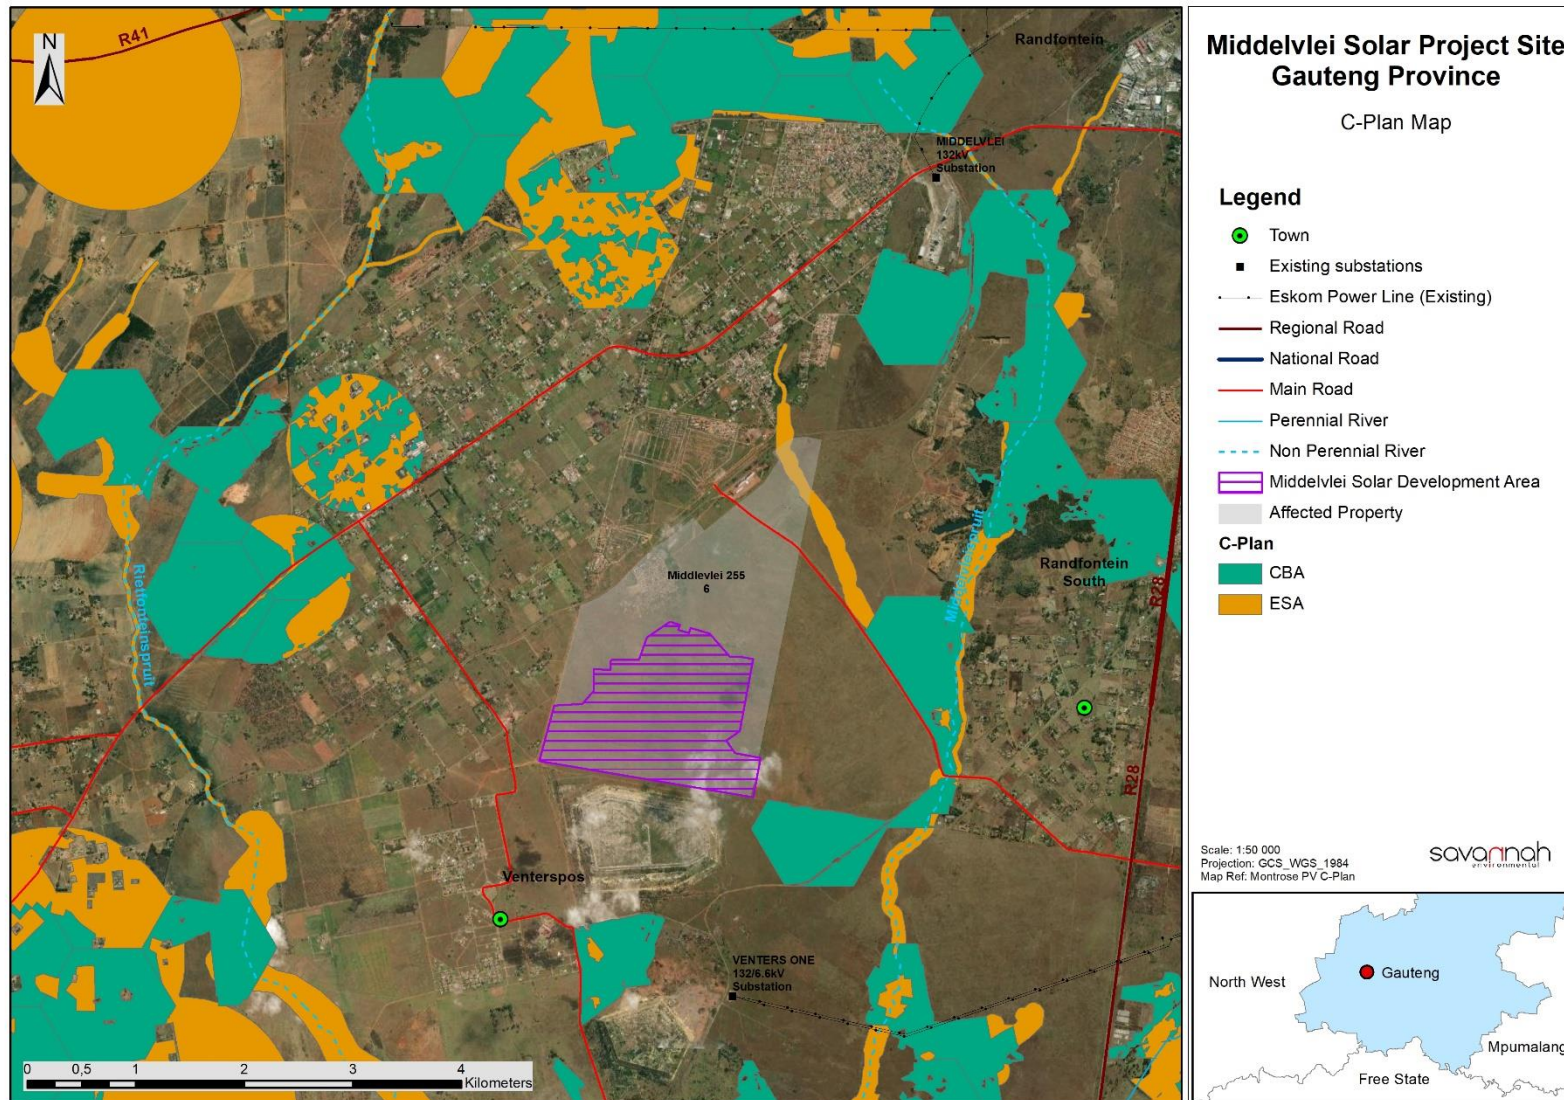 R41
N
Randfontein
MIDDELVLEI
132kV
Substation
Rietfonteinspruit
Middlevlei 255
6
Randfontein
South
R28
R28
Venterspos
VENTERS ONE
132/6.6kV
Substation
0 0,5 1 2 3 4
Kilometers
Middelvlei Solar Project Site
Gauteng Province
C-Plan Map
Legend
Town
Existing substations
Eskom Power Line (Existing)
Regional Road
National Road
Main Road
Perennial River
Non Perennial River
Middelvlei Solar Development Area
Affected Property
C-Plan
CBA
ESA
Scale: 1:50 000
Projection: GCS_WGS_1984
Map Ref: Montrose PV C-Plan
savannah
environmental
North West
Gauteng
Mpumalang
Free State